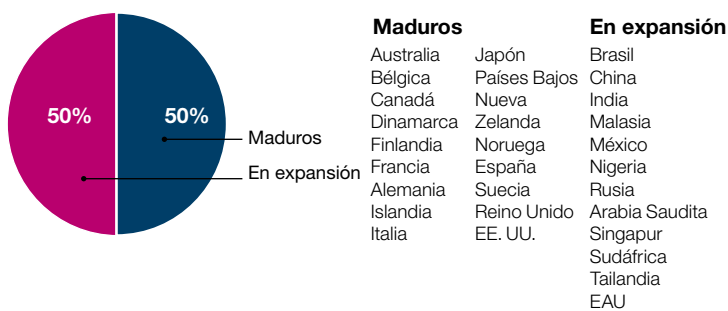 50%
50%
Maduros
En expansión
Maduros
Australia
Bélgica
Canadá
Dinamarca
Finlandia
Francia
Alemania
Islandia
Italia
Japón
Países Bajos
Nueva
Zelanda
Noruega
España
Suecia
Reino Unido
EE. UU.
En expansión
Brasil
China
India
Malasia
México
Nigeria
Rusia
Arabia Saudita
Singapur
Sudáfrica
Tailandia
EAU